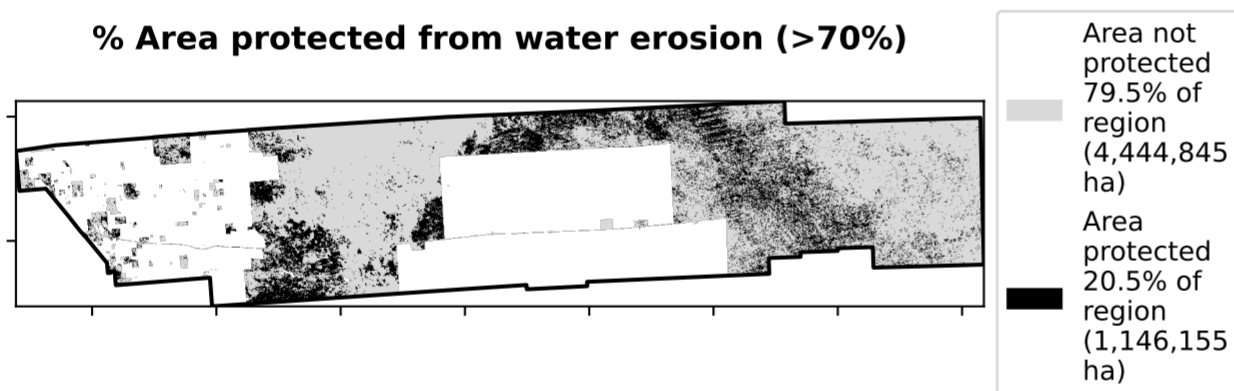 % Area protected from water erosion (>70%)
Area not
protected
79.5% of
region
(4,444,845
ha)
Area
protected
20.5% of
region
(1,146,155
ha)